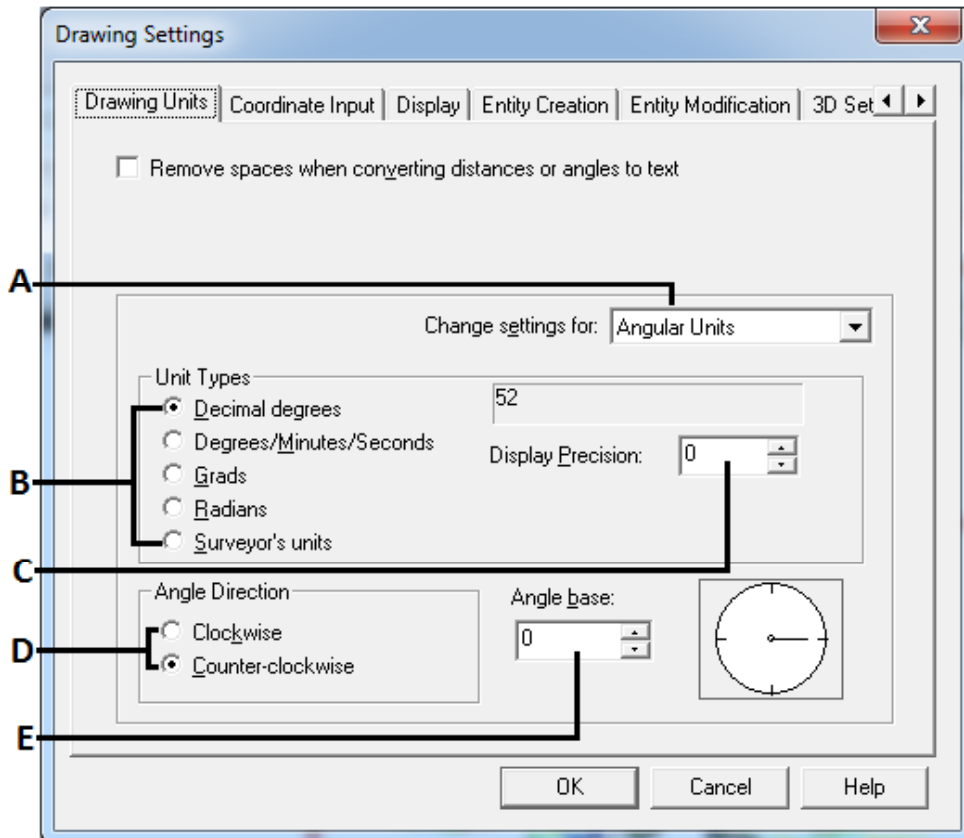 Drawing Settings
Drawing Units Coordinate Input Display Entity Creation Entity Modification 3D Set
Remove spaces when converting distances or angles to text
A
Change settings for: Angular Units
Unit Types
Decimal degrees
52
Degrees/Minutes/Seconds
Display Precision: 0
B
Grads
Radians
Surveyor's units
C
Angle Direction
Angle base:
Clockwise
0
D
Counter-clockwise
E
OK Cancel Help